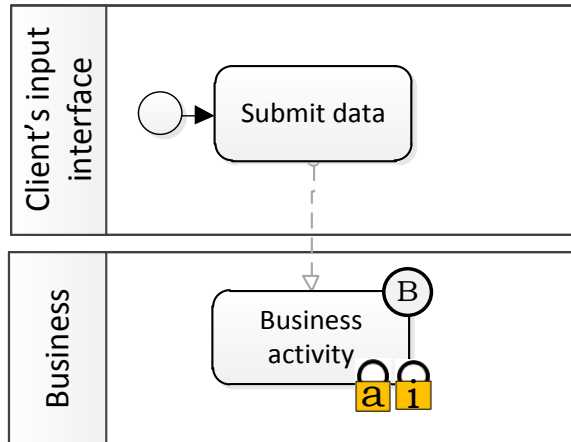 Client's input
interface
Submit data
Business
Business
activity
B
a
i